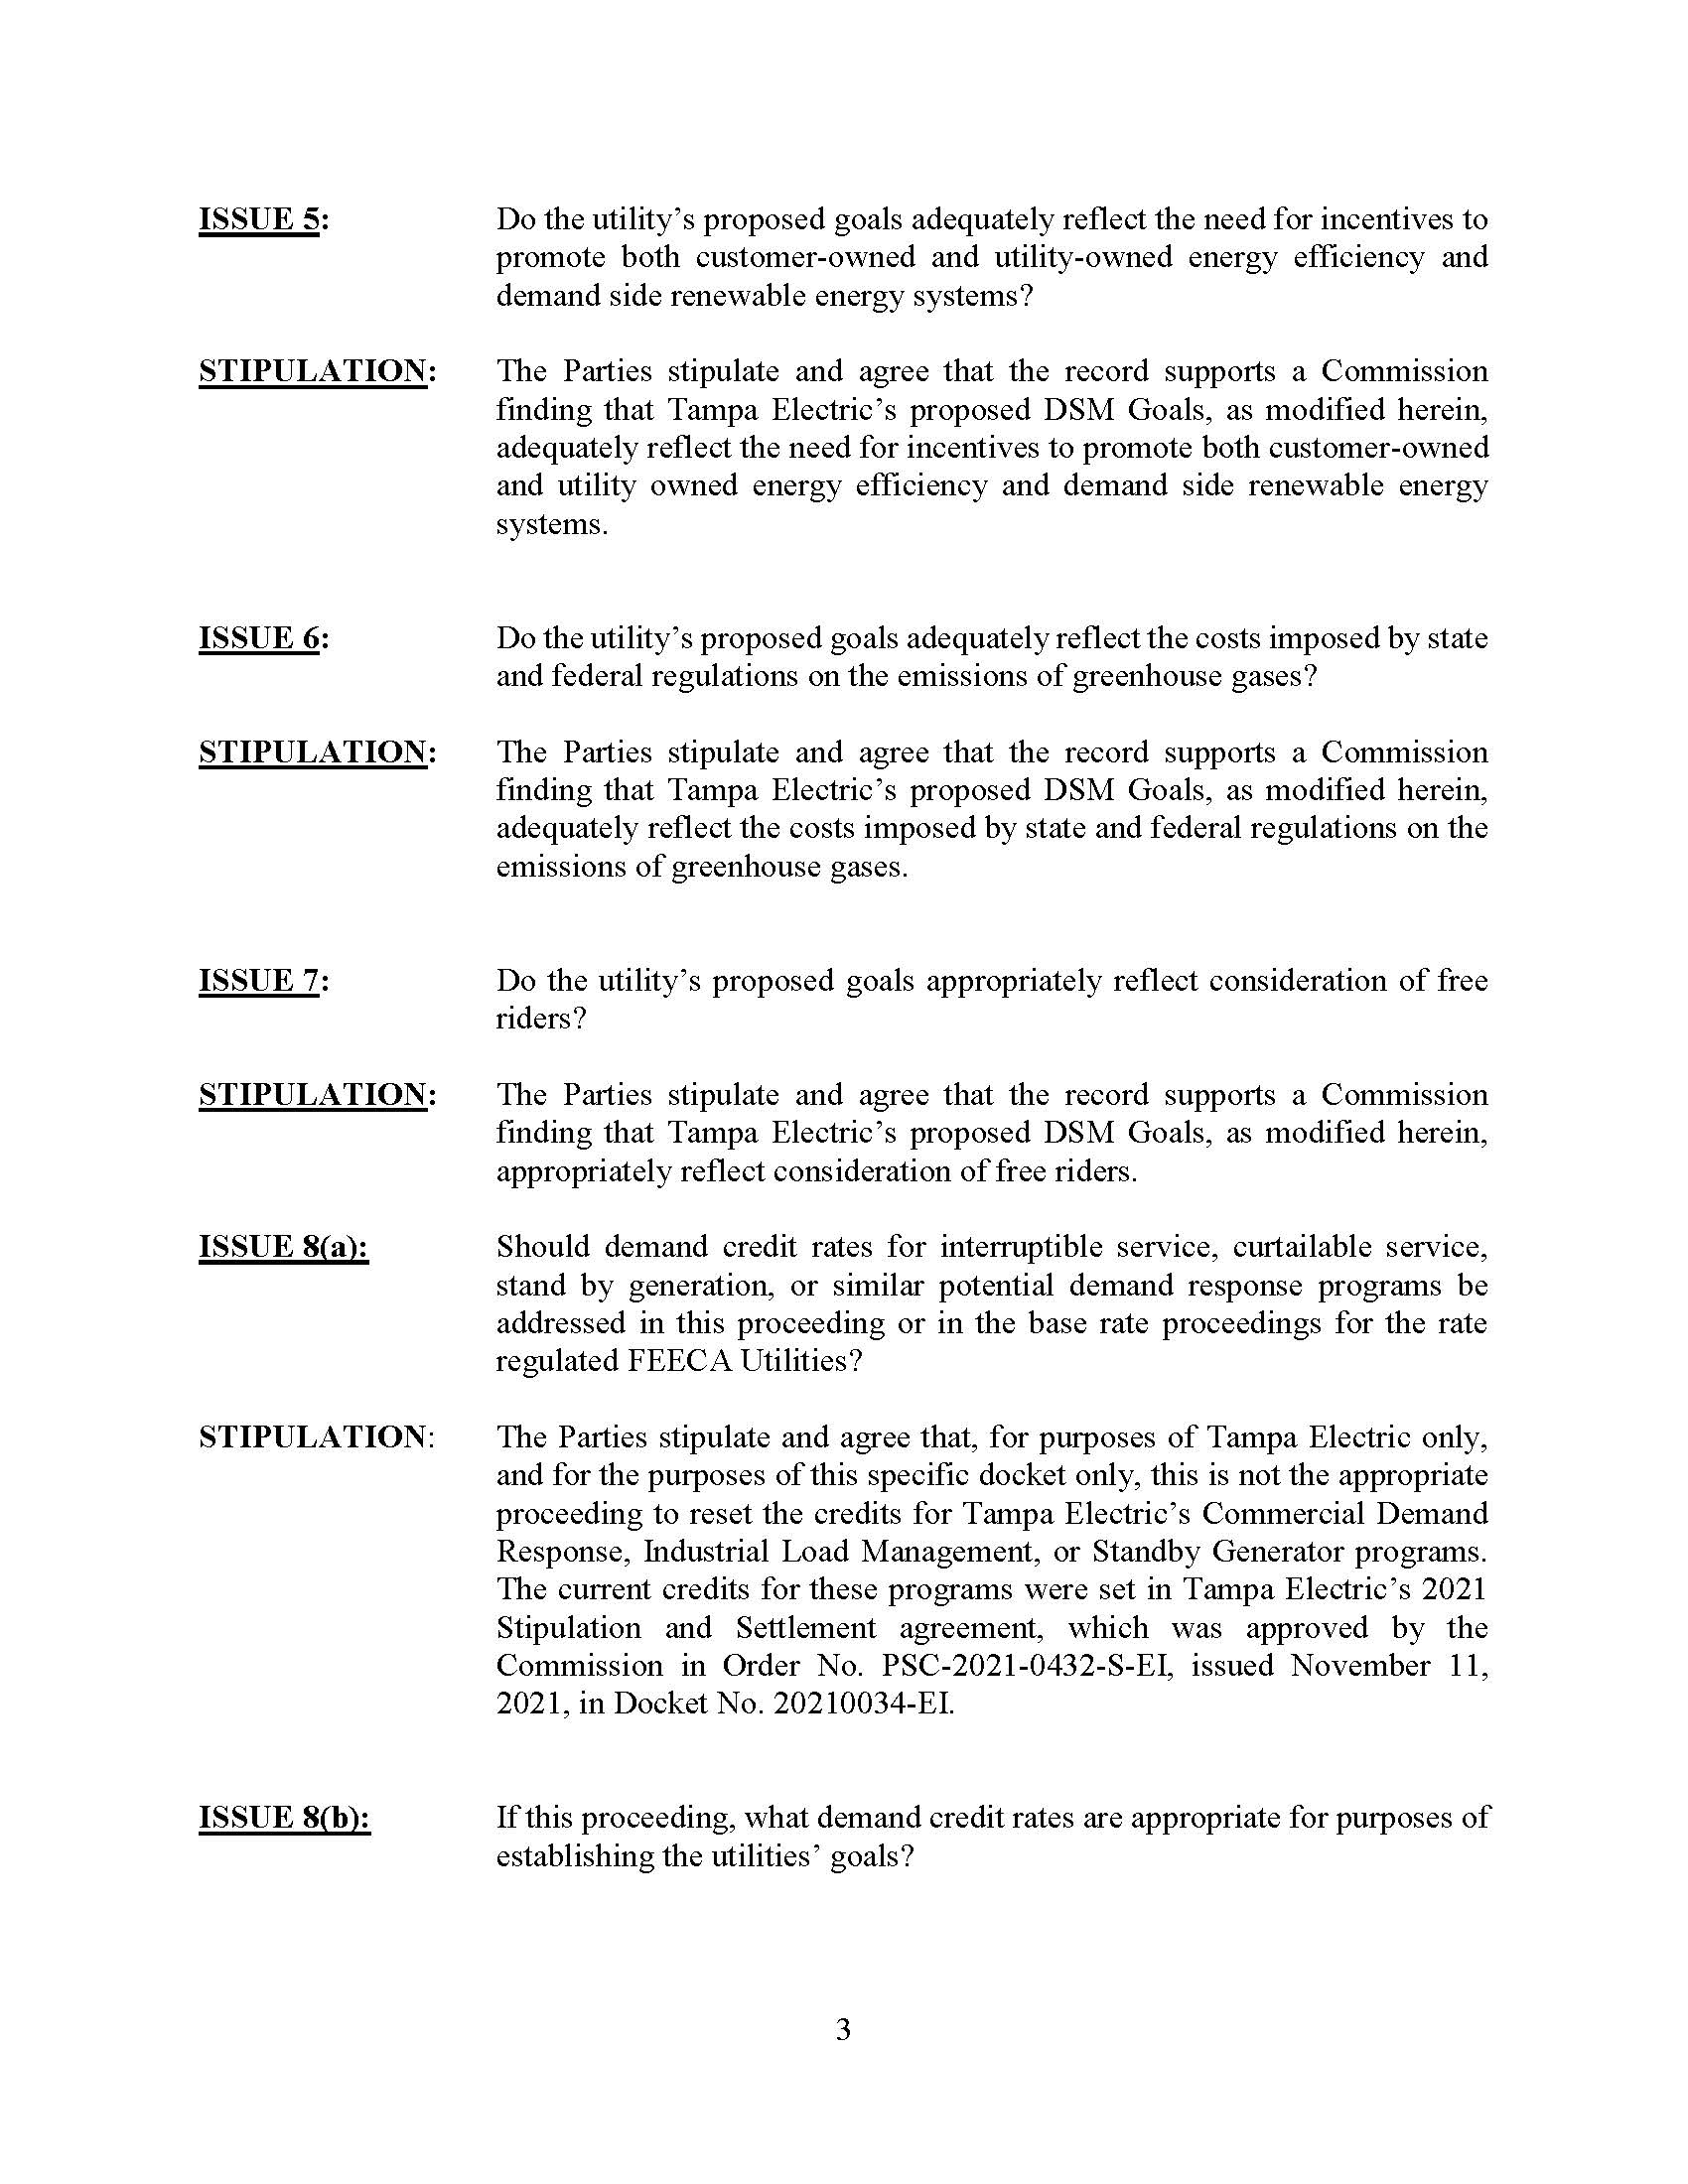 ISSUE 5: Do the utility’s proposed goals adequately reflect the need for incentives to
promote both customer-owned and utility-owned energy efficiency and
demand side renewable energy systems?
STIPULATION: The Parties stipulate and agree that the record supports a Commission
finding that Tampa Electric’s proposed DSM Goals, as modified herein,
adequately reflect the need for incentives to promote both customer-owned
and utility owned energy efficiency and demand side renewable energy
systems.
ISSUE 6: Do the utility’s proposed goals adequately reflect the costs imposed by state
and federal regulations on the emissions of greenhouse gases?
STIPULATION: The Parties stipulate and agree that the record supports a Commission
finding that Tampa Electric’s proposed DSM Goals, as modified herein,
adequately reflect the costs imposed by state and federal regulations on the
emissions of greenhouse gases.
ISSUE 7: Do the utility’s proposed goals appropriately reflect consideration of free
riders?
STIPULATION: The Parties stipulate and agree that the record supports a Commission
finding that Tampa Electric’s proposed DSM Goals, as modified herein,
appropriately reflect consideration of free riders.
ISSUE 8(a): Should demand credit rates for interruptible service, curtailable service,
stand by generation, or similar potential demand response programs be
addressed in this proceeding or in the base rate proceedings for the rate
regulated FEECA Utilities?
STIPULATION: The Parties stipulate and agree that, for purposes of Tampa Electric only,
and for the purposes of this specific docket only, this is not the appropriate
proceeding to reset the credits for Tampa Electric’s Commercial Demand
Response, Industrial Load Management, or Standby Generator programs.
The current credits for these programs were set in Tampa Electric’s 2021
Stipulation and Settlement agreement, which was approved by the
Commission in Order No. PSC-2021-0432-S-EI, issued November 11,
2021, in Docket No. 20210034-EI.
ISSUE 8(b): If this proceeding, what demand credit rates are appropriate for purposes of
establishing the utilities’ goals?
3